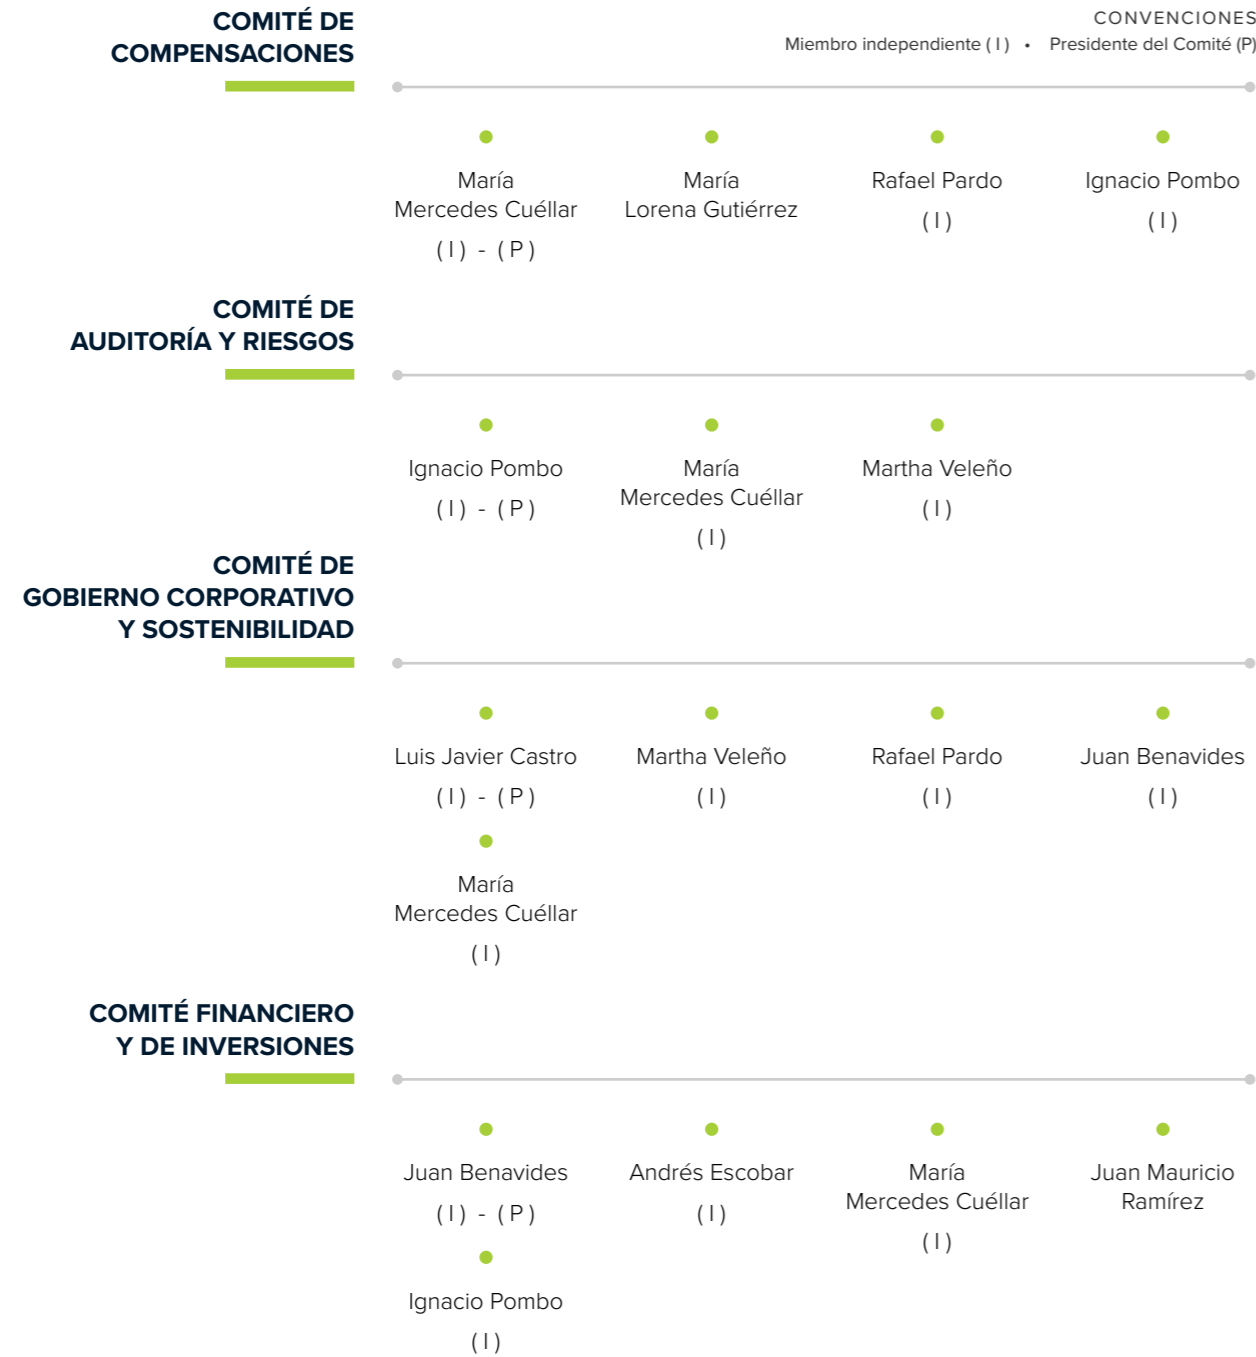 COMITÉ DE
COMPENSACIONES
CONVENCIONES
Miembro independiente ( I ) • Presidente del Comité (P)
María
Mercedes Cuéllar
( I ) - ( P )
María
Lorena Gutiérrez
Rafael Pardo
( I )
Ignacio Pombo
( I )
COMITÉ DE
AUDITORÍA Y RIESGOS
Ignacio Pombo
( I ) - ( P )
María
Mercedes Cuéllar
( I )
Martha Veleño
( I )
COMITÉ DE
GOBIERNO CORPORATIVO
Y SOSTENIBILIDAD
Luis Javier Castro
( I ) - ( P )
Martha Veleño
( I )
Rafael Pardo
( I )
Juan Benavides
( I )
María
Mercedes Cuéllar
( I )
COMITÉ FINANCIERO
Y DE INVERSIONES
Juan Benavides
( I ) - ( P )
Andrés Escobar
( I )
María
Mercedes Cuéllar
( I )
Juan Mauricio
Ramírez
Ignacio Pombo
( I )